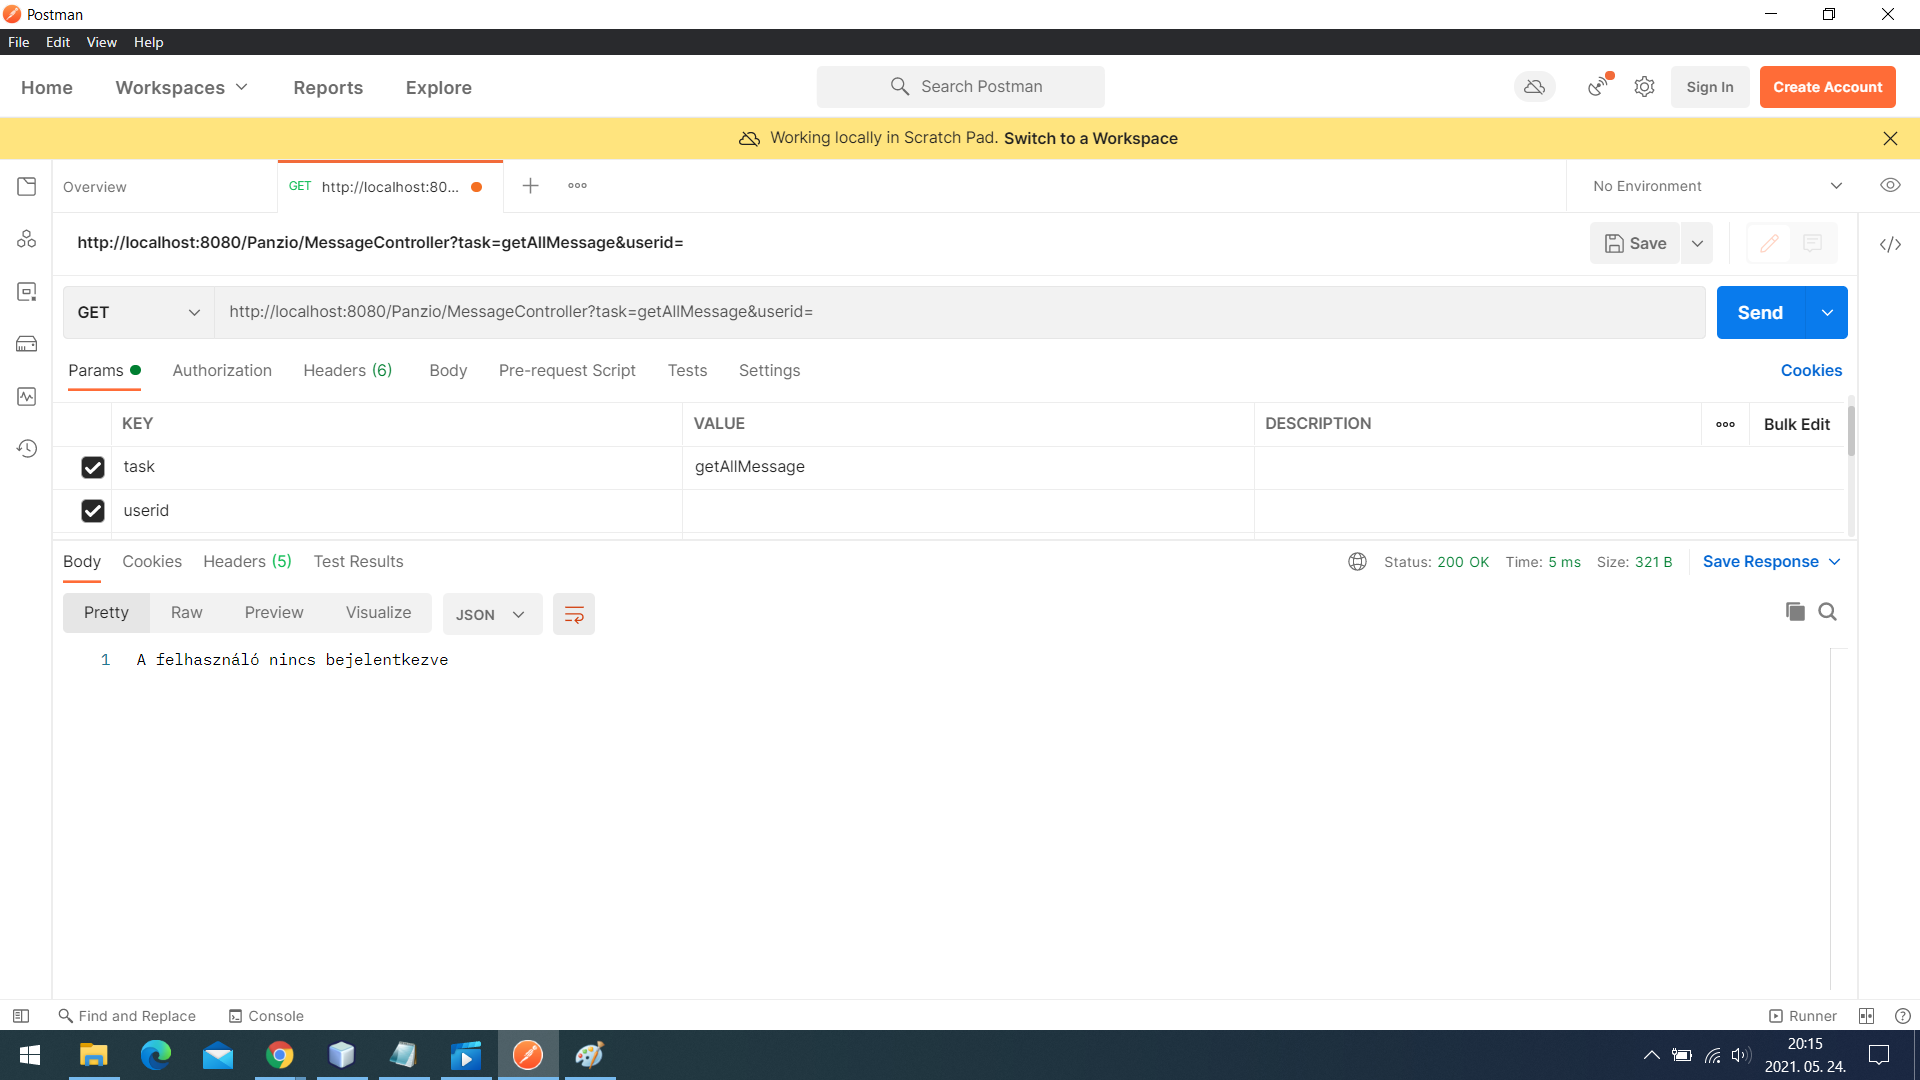 Postman
File Edit View Help
Home Workspaces Reports Explore Search Postman Sign In Create Account
Working locally in Scratch Pad. Switch to a Workspace
Overview GET http://localhost:80... No Environment
http://localhost:8080/Panzio/MessageController?task=getAllMessage&userid= Save
GET http://localhost:8080/Panzio/MessageController?task=getAllMessage&userid= Send
Params Authorization Headers (6) Body Pre-request Script Tests Settings Cookies
KEY VALUE DESCRIPTION Bulk Edit
task getAllMessage
userid
Body Cookies Headers (5) Test Results Status: 200 OK Time: 5 ms Size: 321 B Save Response
Pretty Raw Preview Visualize JSON
1 A felhasználó nincs bejelentkezve
Find and Replace Console Runner
20:15
2021. 05. 24.